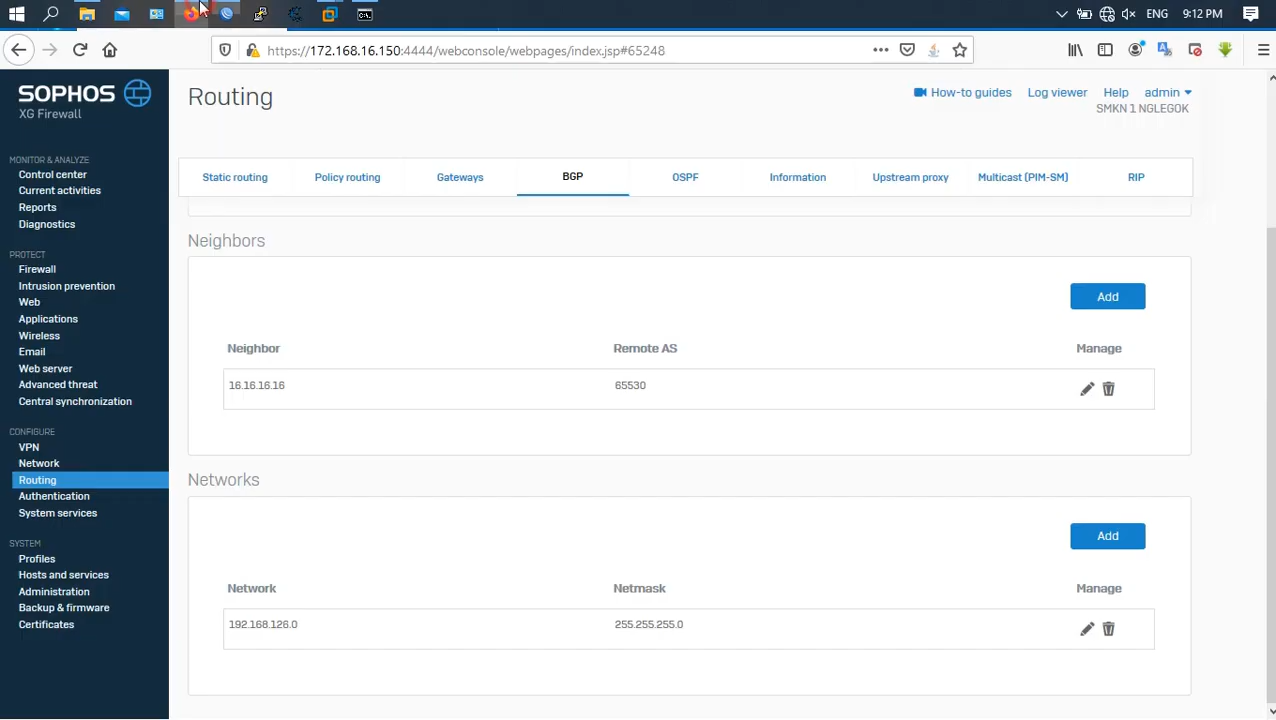 ENG
9:12 PM
https://172.168.16.150:4444/webconsole/webpages/index.jsp#65248
SOPHOS
XG Firewall
Routing
How-to guides
Log viewer
Help
admin
SMKN 1 NGLEGOK
MONITOR & ANALYZE
Control center
Current activities
Reports
Diagnostics
PROTECT
Firewall
Intrusion prevention
Web
Applications
Wireless
Email
Web server
Advanced threat
Central synchronization
CONFIGURE
VPN
Network
Routing
Authentication
System services
SYSTEM
Profiles
Hosts and services
Administration
Backup & firmware
Certificates
Static routing
Policy routing
Gateways
BGP
OSPF
Information
Upstream proxy
Multicast (PIM-SM)
RIP
Neighbors
Add
Neighbor
Remote AS
Manage
16.16.16.16
65530
Networks
Add
Network
Netmask
Manage
192.168.126.0
255.255.255.0